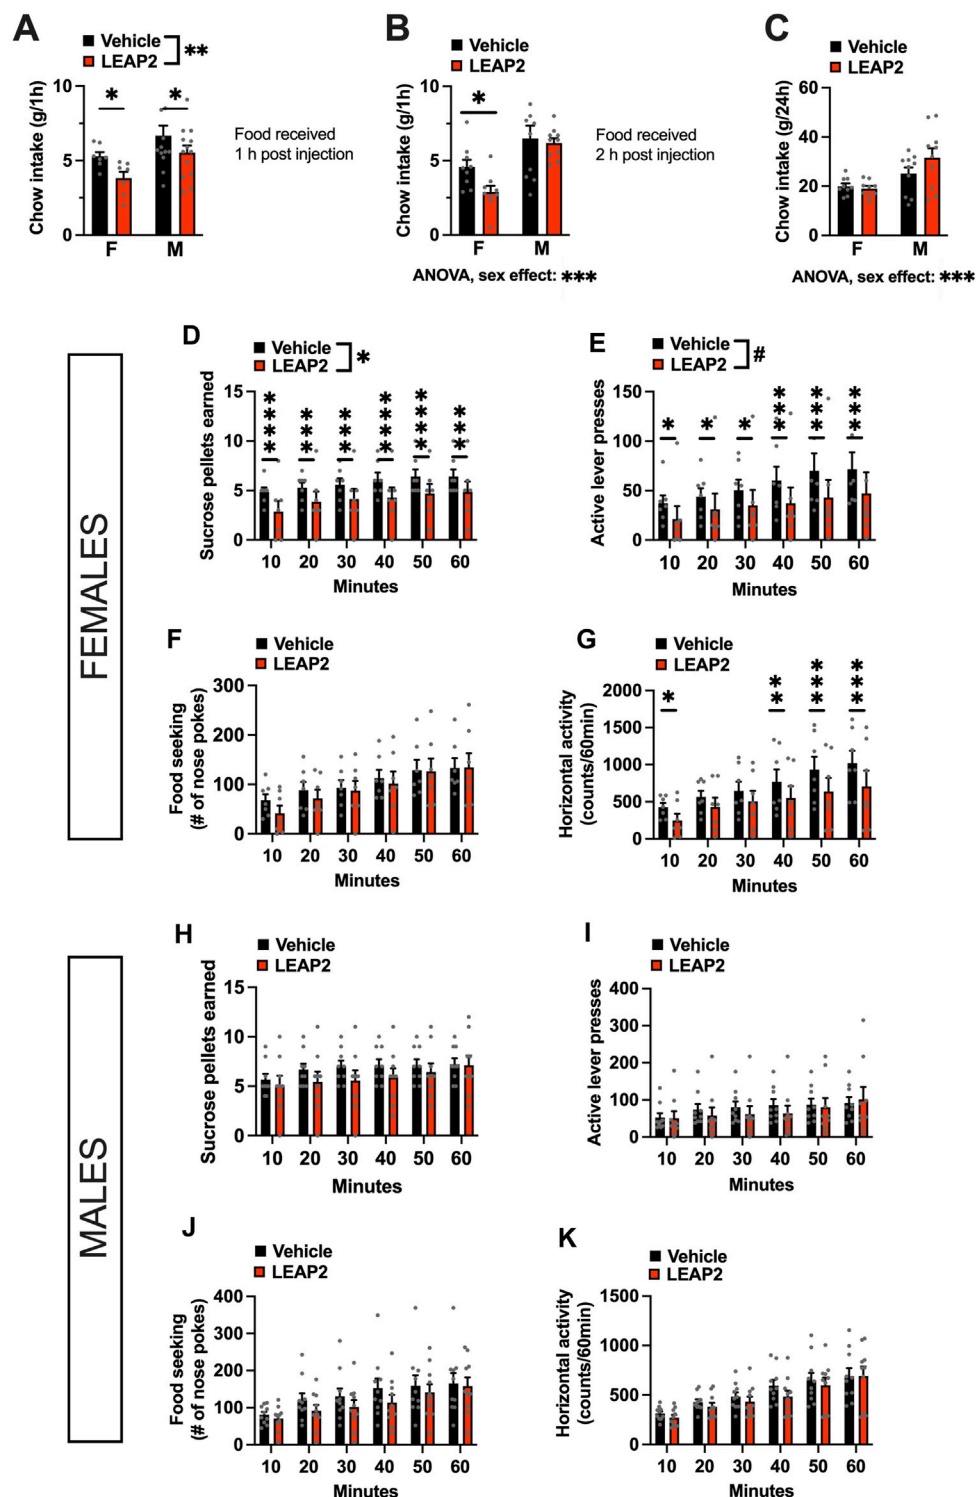 A
Vehicle
LEAP2
**
Chow intake (g/1h)
10
5
0
*
*
F
M
Food received
1 h post injection
B
Vehicle
LEAP2
Chow intake (g/1h)
10
5
0
*
F
M
Food received
2 h post injection
ANOVA, sex effect: ***
C
Vehicle
LEAP2
Chow intake (g/24h)
60
40
20
0
F
M
ANOVA, sex effect: ***
FEMALES
D
Vehicle
LEAP2
*
Sucrose pellets earned
15
10
5
0
****
***
***
****
****
***
10 20 30 40 50 60
Minutes
E
Vehicle
LEAP2
#
Active lever presses
150
100
50
0
*
*
*
***
***
***
10 20 30 40 50 60
Minutes
F
Vehicle
LEAP2
Food seeking
(# of nose pokes)
300
200
100
0
10 20 30 40 50 60
Minutes
G
Vehicle
LEAP2
Horizontal activity
(counts/60min)
2000
1500
1000
500
0
*
**
***
***
10 20 30 40 50 60
Minutes
MALES
H
Vehicle
LEAP2
Sucrose pellets earned
15
10
5
0
10 20 30 40 50 60
Minutes
I
Vehicle
LEAP2
Active lever presses
400
300
200
100
0
10 20 30 40 50 60
Minutes
J
Vehicle
LEAP2
Food seeking
(# of nose pokes)
400
300
200
100
0
10 20 30 40 50 60
Minutes
K
Vehicle
LEAP2
Horizontal activity
(counts/60min)
1500
1000
500
0
10 20 30 40 50 60
Minutes